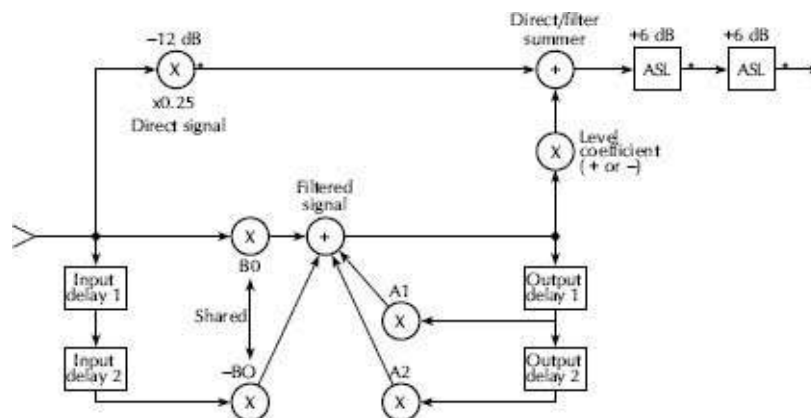 −12 dB
X
x0.25
Direct signal
Direct/filter
summer
+
+6 dB
ASL
+6 dB
ASL
X
Level
coefficient
( + or −)
Filtered
signal
X
B0
+
Input
delay 1
Shared
Input
delay 2
−BO
X
A1
X
A2
X
Output
delay 1
Output
delay 2